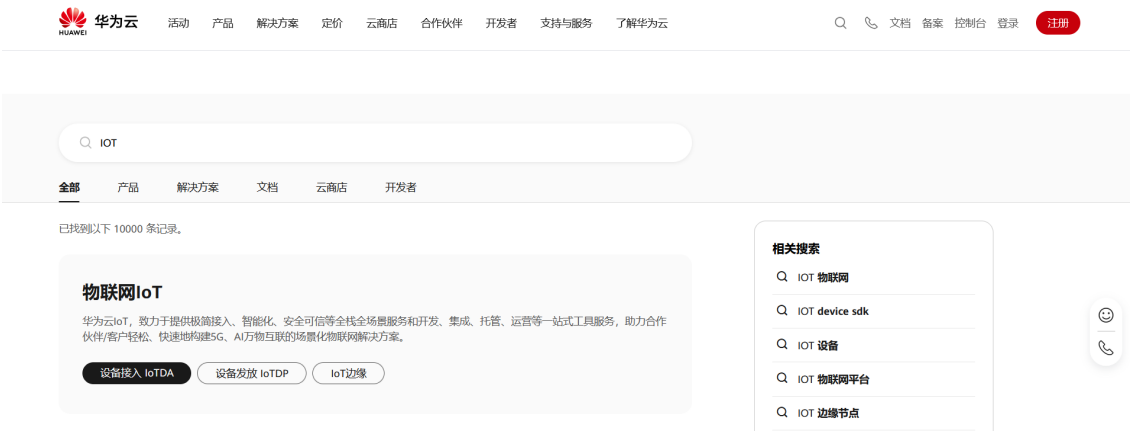 HUAWEI 华为云 活动 产品 解决方案 定价 云商店 合作伙伴 开发者 支持与服务 了解华为云 文档 备案 控制台 登录 注册
IOT
全部 产品 解决方案 文档 云商店 开发者
已找到以下 10000 条记录。
物联网IoT
华为云IoT，致力于提供极简接入、智能化、安全可信等全栈全场景服务和开发、集成、托管、运营等一站式工具服务，助力合作
伙伴/客户轻松、快速地构建5G、AI万物互联的场景化物联网解决方案。
设备接入 IoTDA 设备发放 IoTDP IoT边缘
相关搜索
IOT 物联网
IOT device sdk
IOT 设备
IOT 物联网平台
IOT 边缘节点